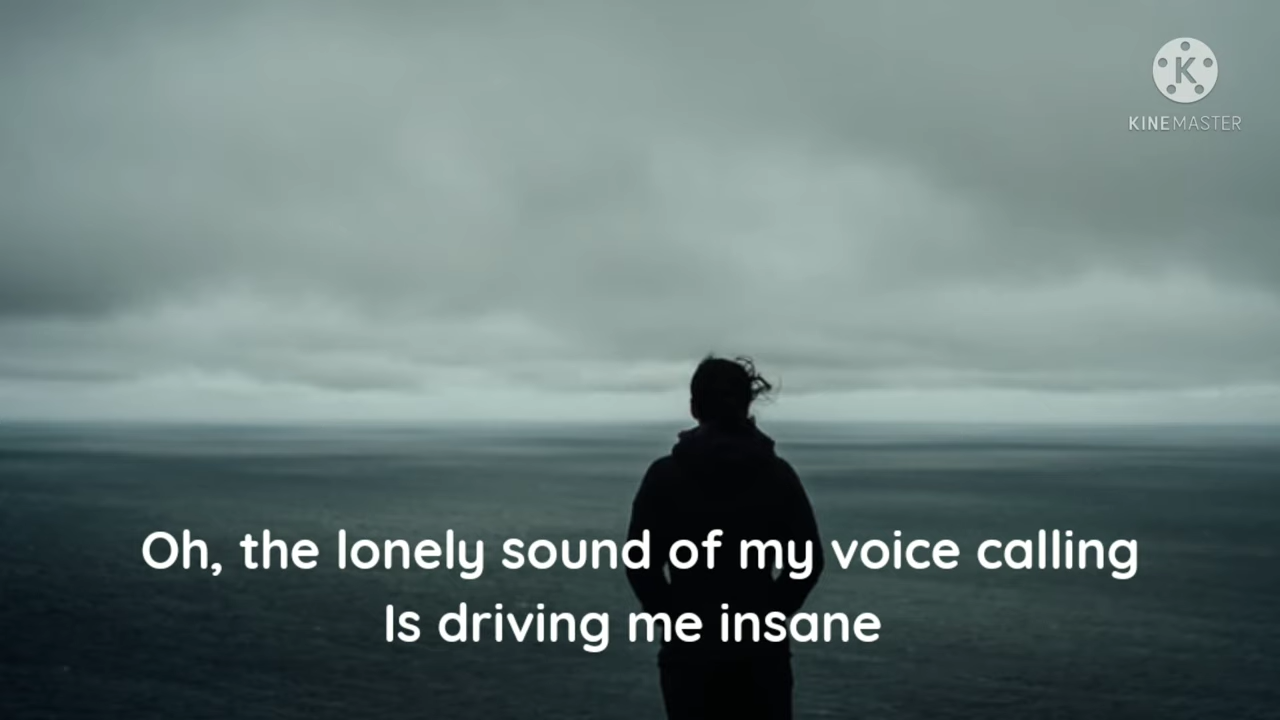 K
KINEMASTER
Oh, the lonely sound of my voice calling
Is driving me insane